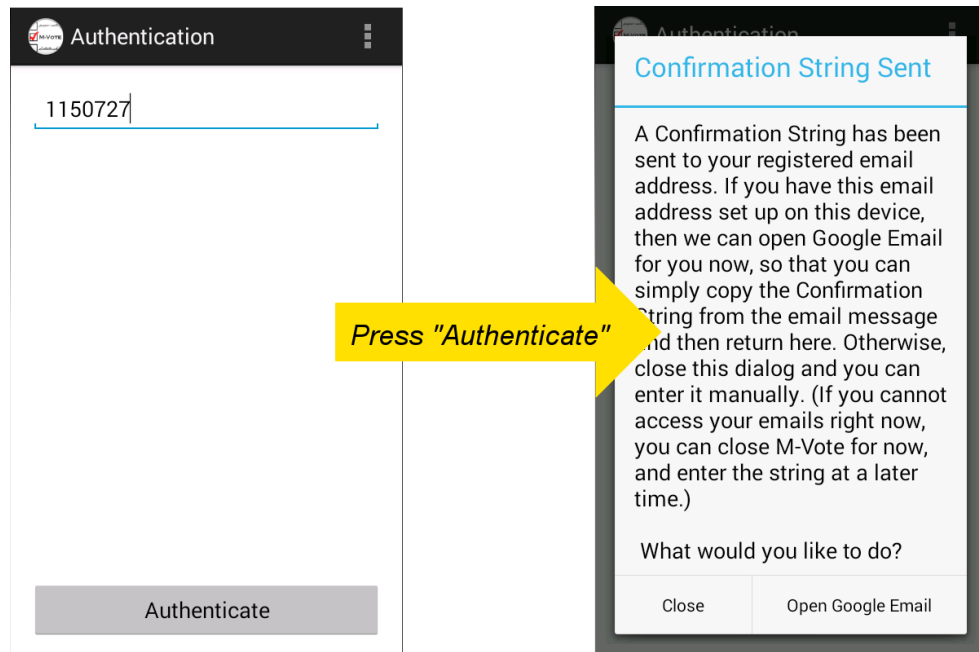 M-VOTE Authentication
1150727
Authenticate
Press "Authenticate"
Authentication
Confirmation String Sent
A Confirmation String has been
sent to your registered email
address. If you have this email
address set up on this device,
then we can open Google Email
for you now, so that you can
simply copy the Confirmation
String from the email message
and then return here. Otherwise,
close this dialog and you can
enter it manually. (If you cannot
access your emails right now,
you can close M-Vote for now,
and enter the string at a later
time.)
What would you like to do?
Close Open Google Email